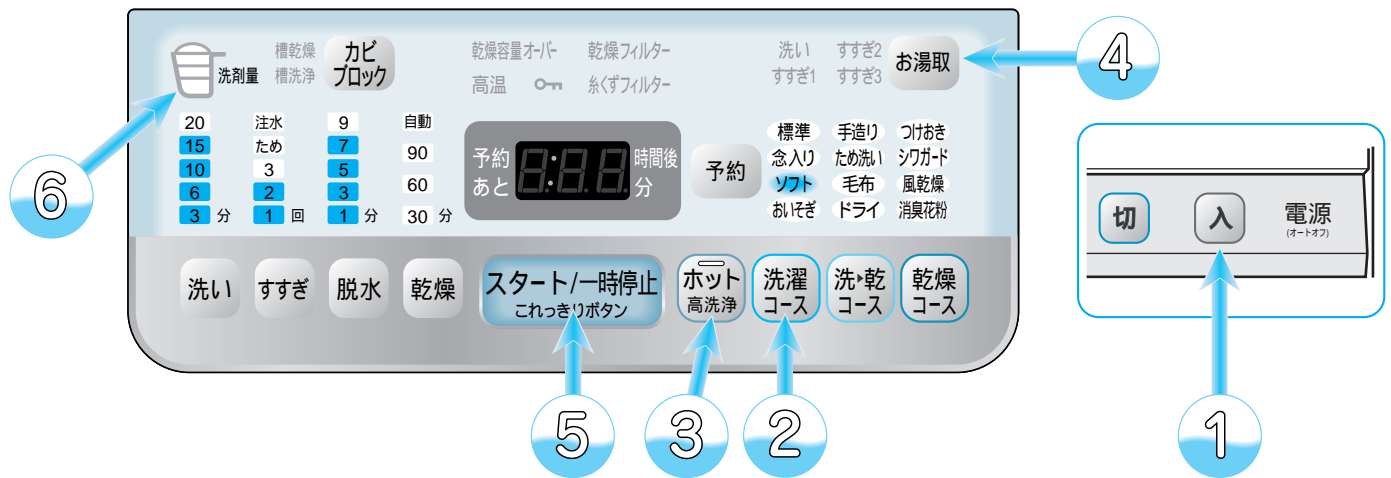 洗剤量
槽乾燥
槽洗浄
カビ
ブロック
乾燥容量オーバー
乾燥フィルター
高温
糸くずフィルター
洗い
すすぎ1
すすぎ2
すすぎ3
お湯取
4
20
15
10
6
3 分
注水
ため
3
2
1 回
9
7
5
3
1 分
自動
90
60
30 分
予約
あと
8:88
時間後
分
予約
標準
念入り
ソフト
おいそぎ
手造り
ため洗い
毛布
ドライ
つけおき
シワガード
風乾燥
消臭花粉
6
切
入
電源
(オートオフ)
洗い
すすぎ
脱水
乾燥
スタート/一時停止
これっきりボタン
ホット
高洗浄
洗濯
コース
洗▶乾
コース
乾燥
コース
5
3
2
1